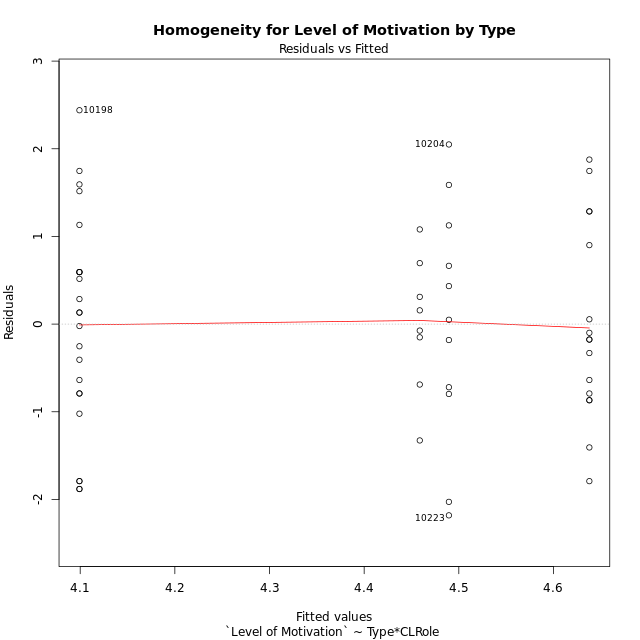 Homogeneity for Level of Motivation by Type
Residuals vs Fitted
3
2
1
0
-1
-2
Residuals
10198
10204
10223
4.1 4.2 4.3 4.4 4.5 4.6
Fitted values
`Level of Motivation` ~ Type*CLRole